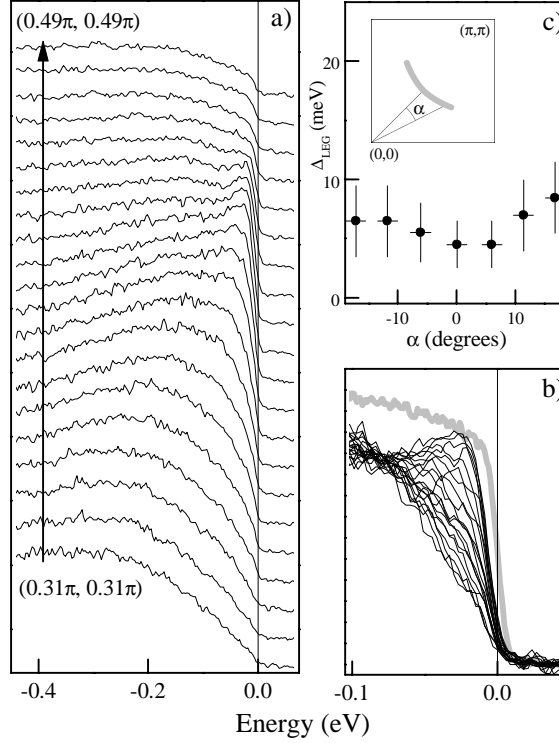 a)
(0.49π, 0.49π)
(0.31π, 0.31π)
-0.4
-0.2
0.0
c)
20
10
0
Δ_LEG (meV)
(π,π)
α
(0,0)
-10
0
10
α (degrees)
b)
-0.1
0.0
Energy (eV)